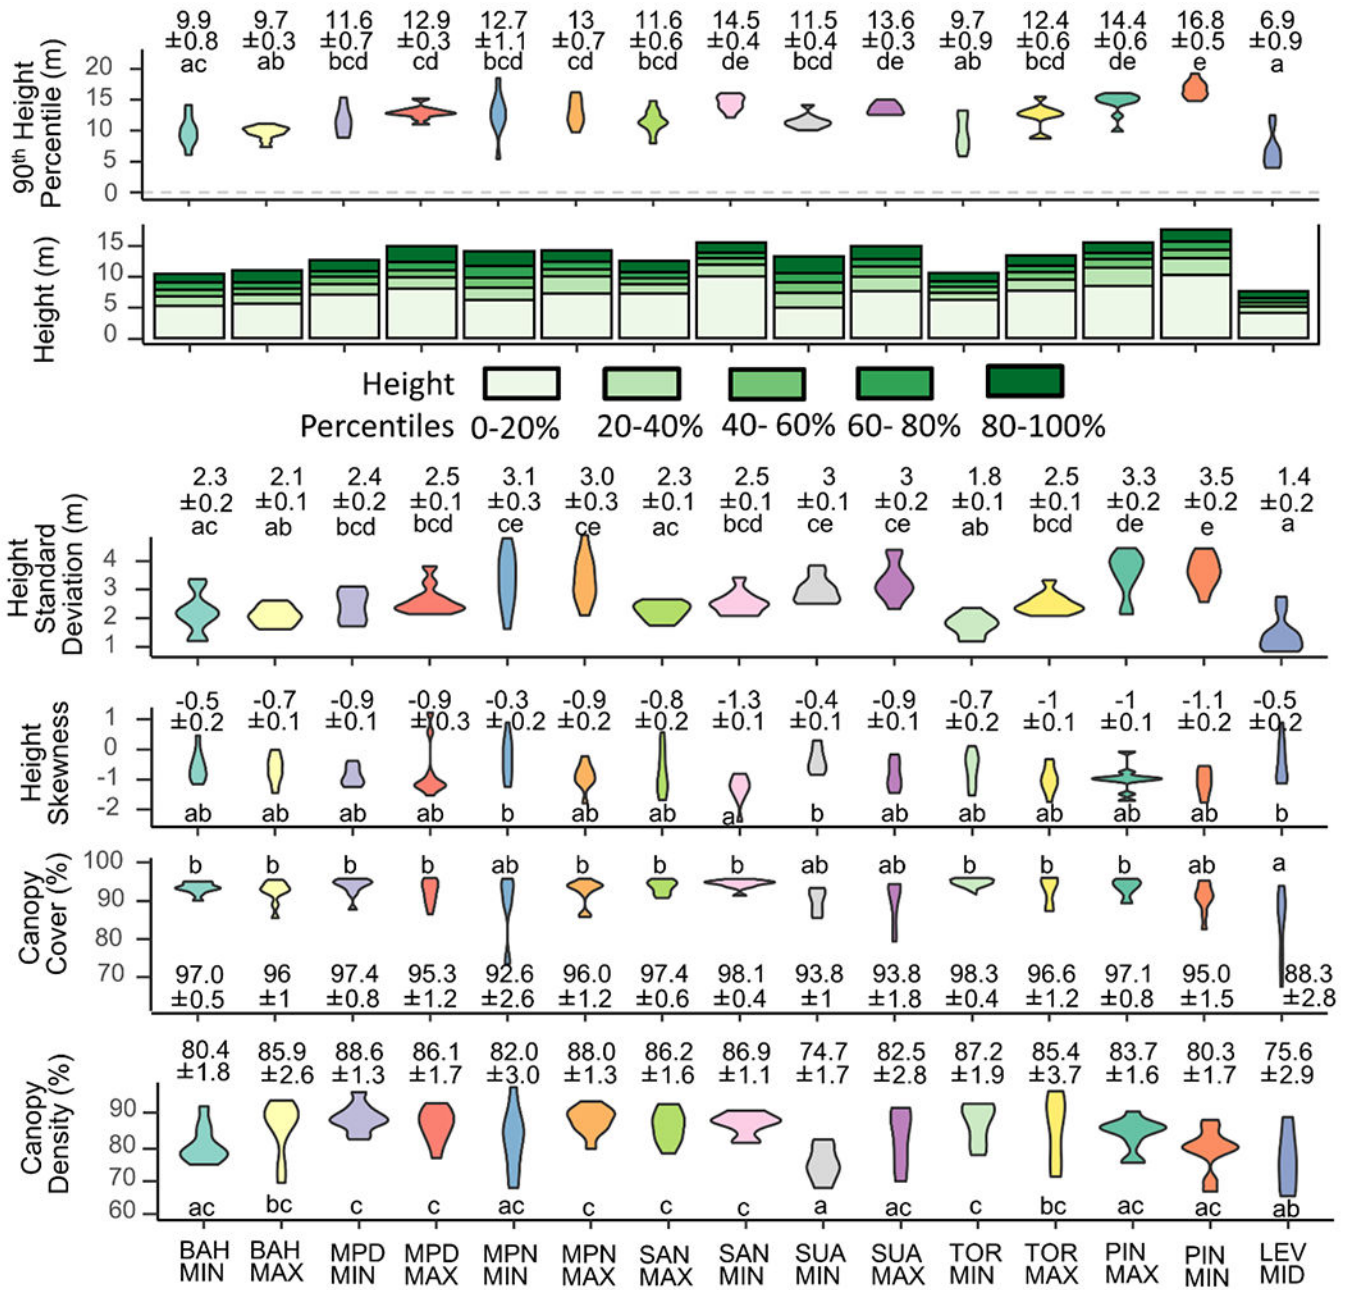 9.9 9.7 11.6 12.9 12.7 13 11.6 14.5 11.5 13.6 9.7 12.4 14.4 16.8 6.9
±0.8 ±0.3 ±0.7 ±0.3 ±1.1 ±0.7 ±0.6 ±0.4 ±0.4 ±0.3 ±0.9 ±0.6 ±0.6 ±0.5 ±0.9
ac ab bcd cd bcd cd bcd de bcd de ab bcd de e a
90th Height
Percentile (m)
20
15
10
5
0
Height (m)
15
10
5
0
Height
Percentiles 0-20% 20-40% 40- 60% 60- 80% 80-100%
2.3 2.1 2.4 2.5 3.1 3.0 2.3 2.5 3 3 1.8 2.5 3.3 3.5 1.4
±0.2 ±0.1 ±0.2 ±0.1 ±0.3 ±0.3 ±0.1 ±0.1 ±0.1 ±0.2 ±0.1 ±0.1 ±0.2 ±0.2 ±0.2
ac ab bcd bcd ce ce ac bcd ce ce ab bcd de e a
Height
Standard
Deviation (m)
4
3
2
1
-0.5 -0.7 -0.9 -0.9 -0.3 -0.9 -0.8 -1.3 -0.4 -0.9 -0.7 -1 -1 -1.1 -0.5
±0.2 ±0.1 ±0.1 ±0.3 ±0.2 ±0.2 ±0.2 ±0.1 ±0.1 ±0.1 ±0.2 ±0.1 ±0.1 ±0.2 ±0.2
Height
Skewness
1
0
-1
-2
ab ab ab ab b ab ab a b ab ab ab ab ab b
Canopy
Cover (%)
100
90
80
70
b b b b ab b b b ab ab b b b ab a
97.0 96 97.4 95.3 92.6 96.0 97.4 98.1 93.8 93.8 98.3 96.6 97.1 95.0 88.3
±0.5 ±1 ±0.8 ±1.2 ±2.6 ±1.2 ±0.6 ±0.4 ±1 ±1.8 ±0.4 ±1.2 ±0.8 ±1.5 ±2.8
80.4 85.9 88.6 86.1 82.0 88.0 86.2 86.9 74.7 82.5 87.2 85.4 83.7 80.3 75.6
±1.8 ±2.6 ±1.3 ±1.7 ±3.0 ±1.3 ±1.6 ±1.1 ±1.7 ±2.8 ±1.9 ±3.7 ±1.6 ±1.7 ±2.9
Canopy
Density (%)
90
80
70
60
ac bc c c ac c c c a ac c bc ac ac ab
BAH BAH MPD MPD MPN MPN SAN SAN SUA SUA TOR TOR PIN PIN LEV
MIN MAX MIN MAX MIN MAX MAX MIN MIN MAX MIN MAX MAX MIN MID